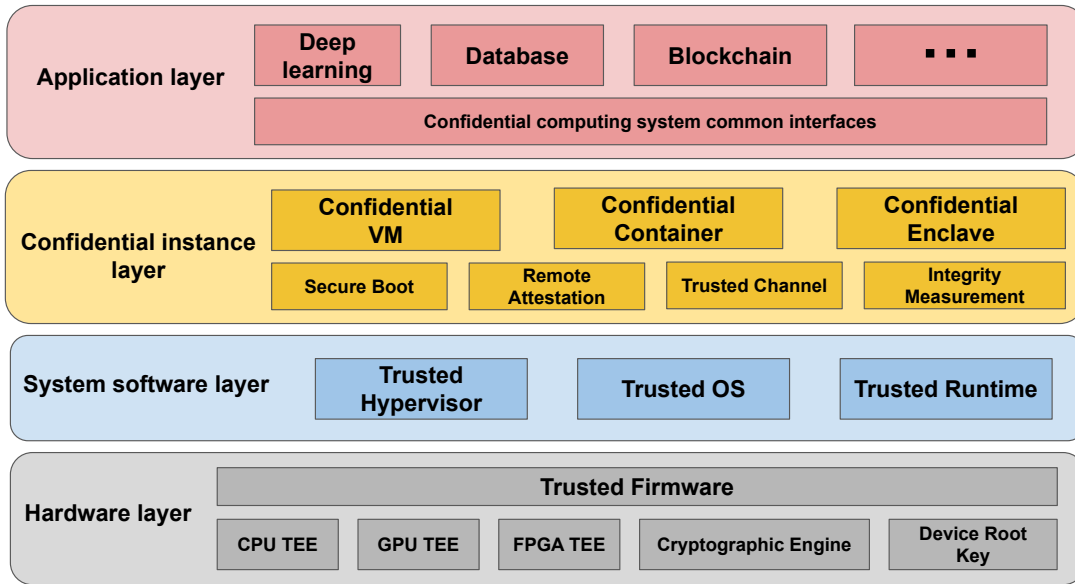 Application layer
Deep
learning
Database
Blockchain
...
Confidential computing system common interfaces
Confidential instance
layer
Confidential
VM
Confidential
Container
Confidential
Enclave
Secure Boot
Remote
Attestation
Trusted Channel
Integrity
Measurement
System software layer
Trusted
Hypervisor
Trusted OS
Trusted Runtime
Hardware layer
Trusted Firmware
CPU TEE
GPU TEE
FPGA TEE
Cryptographic Engine
Device Root
Key